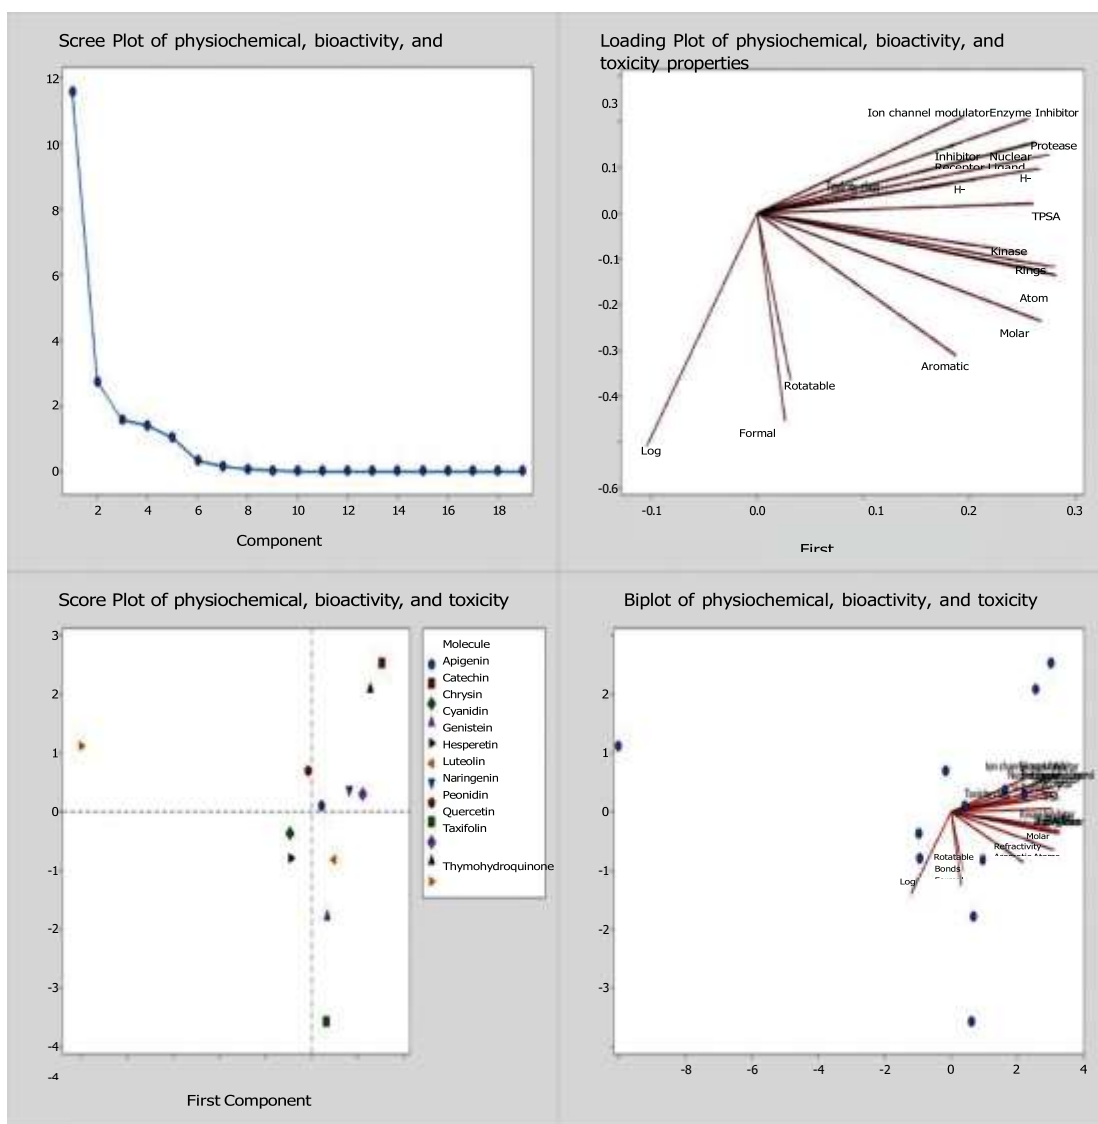 Scree Plot of physiochemical, bioactivity, and
12
10
8
6
4
2
0
2 4 6 8 10 12 14 16 18
Component
Loading Plot of physiochemical, bioactivity, and
toxicity properties
0.3
0.1
0.0
-0.1
-0.2
-0.3
-0.4
-0.6
Ion channel modulator Enzyme Inhibitor
Protease
Inhibitor Nuclear
Receptor Ligand
H-
H-
TPSA
Kinase
Rings
Atom
Molar
Aromatic
Rotatable
Formal
Log
-0.1 0.0 0.1 0.2 0.3
First
Score Plot of physiochemical, bioactivity, and toxicity
3
2
1
0
-1
-2
-3
-4
-4
First Component
Molecule
Apigenin
Catechin
Chrysin
Cyanidin
Genistein
Hesperetin
Luteolin
Naringenin
Peonidin
Quercetin
Taxifolin
Thymohydroquinone
Biplot of physiochemical, bioactivity, and toxicity
2
1
0
-1
-2
-3
Ion
Molar
Refractivity
Rotatable
Bonds
Log
-8 -6 -4 -2 0 2 4